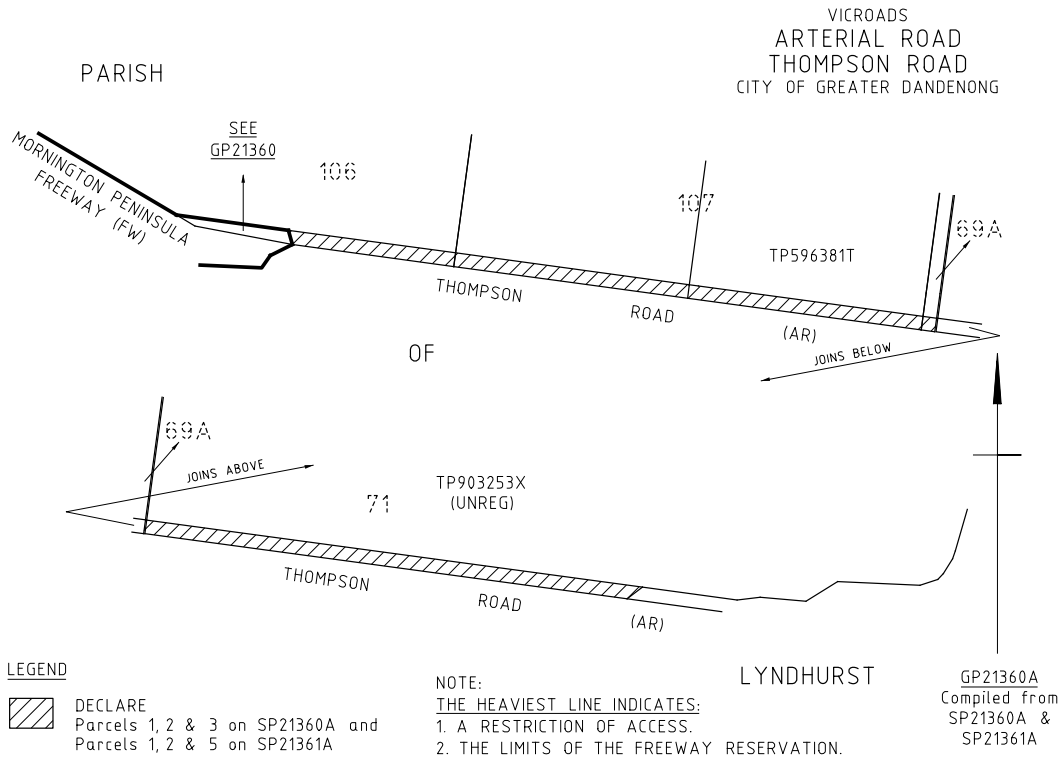 VICROADS
ARTERIAL ROAD
THOMPSON ROAD
CITY OF GREATER DANDENONG
PARISH
MORNINGTON PENINSULA
FREEWAY (FW)
SEE
GP21360
106
107
TP596381T
69A
THOMPSON ROAD (AR)
JOINS BELOW
OF
69A
JOINS ABOVE
71
TP903253X
(UNREG)
THOMPSON ROAD (AR)
LYNDHURST
LEGEND
DECLARE
Parcels 1, 2 & 3 on SP21360A and
Parcels 1, 2 & 5 on SP21361A
NOTE:
THE HEAVIEST LINE INDICATES:
1. A RESTRICTION OF ACCESS.
2. THE LIMITS OF THE FREEWAY RESERVATION.
GP21360A
Compiled from
SP21360A &
SP21361A